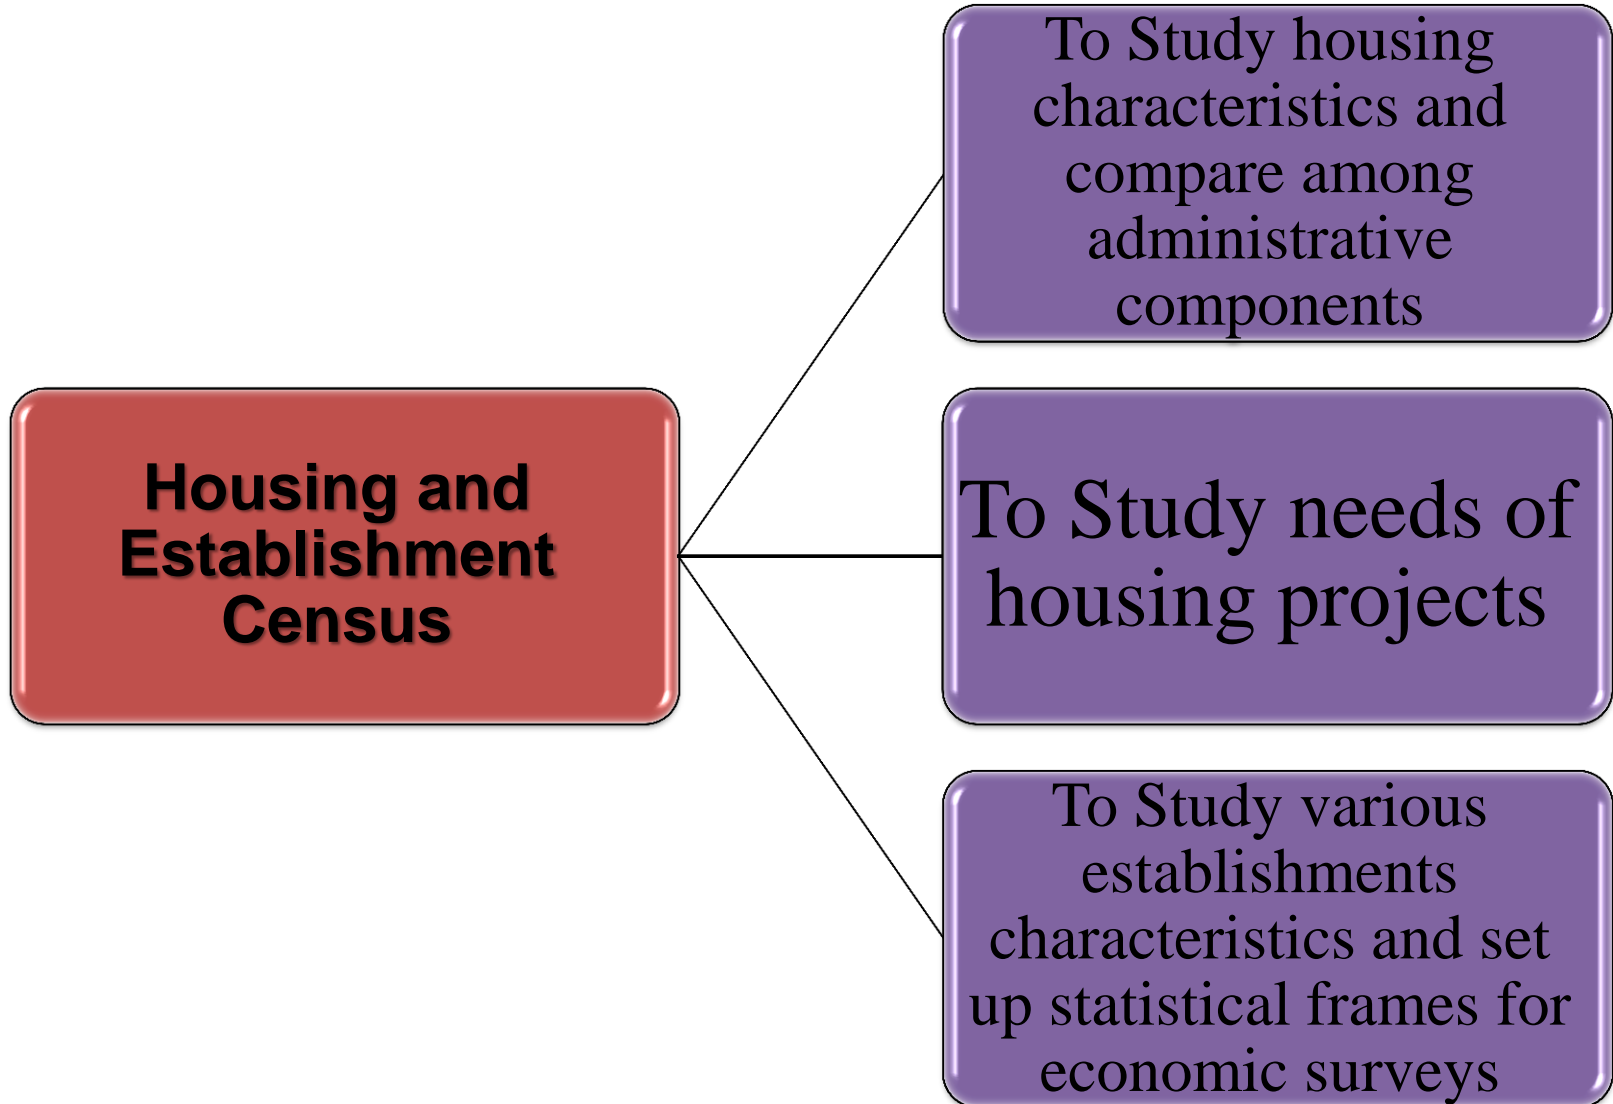 To Study housing
characteristics and
compare among
administrative
components
Housing and
Establishment
Census
To Study needs of
housing projects
To Study various
establishments
characteristics and set
up statistical frames for
economic surveys